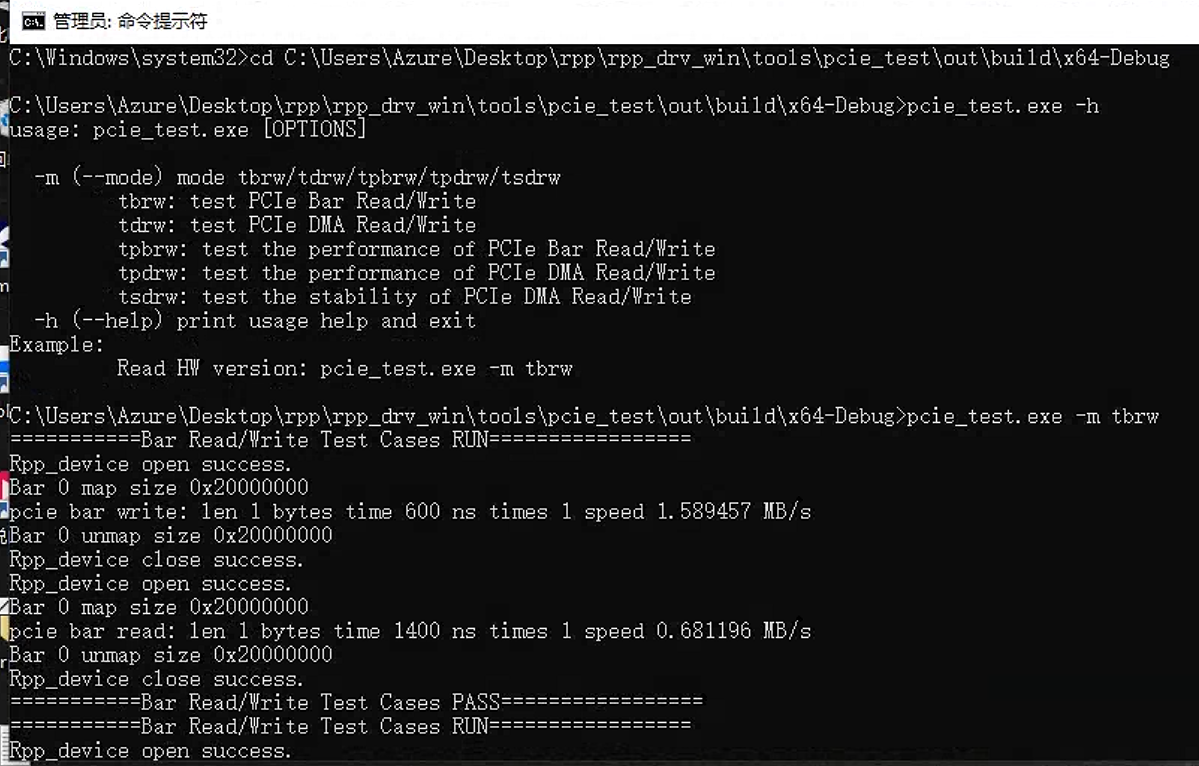 管理员: 命令提示符
C:\Windows\system32>cd C:\Users\Azure\Desktop\rpp\rpp_drv_win\tools\pcie_test\out\build\x64-Debug
C:\Users\Azure\Desktop\rpp\rpp_drv_win\tools\pcie_test\out\build\x64-Debug>pcie_test.exe -h
usage: pcie_test.exe [OPTIONS]
-m (--mode) mode tbrw/tdrw/tpbrw/tpdrw/tsdrw
tbrw: test PCIe Bar Read/Write
tdrw: test PCIe DMA Read/Write
tpbrw: test the performance of PCIe Bar Read/Write
tpdrw: test the performance of PCIe DMA Read/Write
tsdrw: test the stability of PCIe DMA Read/Write
-h (--help) print usage help and exit
Example:
Read HW version: pcie_test.exe -m tbrw
C:\Users\Azure\Desktop\rpp\rpp_drv_win\tools\pcie_test\out\build\x64-Debug>pcie_test.exe -m tbrw
===========Bar Read/Write Test Cases RUN=================
Rpp_device open success.
Bar 0 map size 0x20000000
pcie bar write: len 1 bytes time 600 ns times 1 speed 1.589457 MB/s
Bar 0 unmap size 0x20000000
Rpp_device close success.
Rpp_device open success.
Bar 0 map size 0x20000000
pcie bar read: len 1 bytes time 1400 ns times 1 speed 0.681196 MB/s
Bar 0 unmap size 0x20000000
Rpp_device close success.
===========Bar Read/Write Test Cases PASS=================
===========Bar Read/Write Test Cases RUN=================
Rpp_device open success.